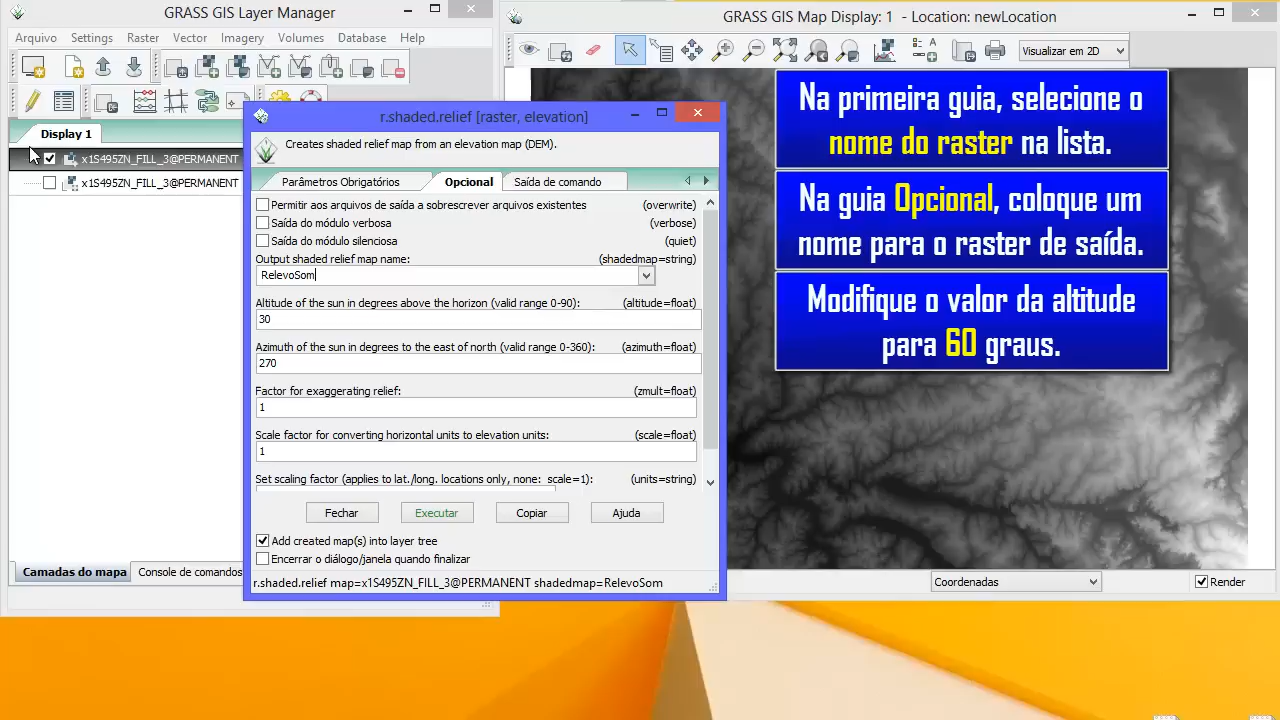 GRASS GIS Layer Manager
Arquivo Settings Raster Vector Imagery Volumes Database Help
Display 1
x1S495ZN_FILL_3@PERMANENT
x1S495ZN_FILL_3@PERMANENT
Camadas do mapa
Console de comandos
GRASS GIS Map Display: 1 - Location: newLocation
Visualizar em 2D
r.shaded.relief [raster, elevation]
Creates shaded relief map from an elevation map (DEM).
Parâmetros Obrigatórios Opcional Saída de comando
Permitir aos arquivos de saída a sobrescrever arquivos existentes (overwrite)
Saída do módulo verbosa (verbose)
Saída do módulo silenciosa (quiet)
Output shaded relief map name: (shadedmap=string)
RelevoSom
Altitude of the sun in degrees above the horizon (valid range 0-90): (altitude=float)
30
Azimuth of the sun in degrees to the east of north (valid range 0-360): (azimuth=float)
270
Factor for exaggerating relief: (zmult=float)
1
Scale factor for converting horizontal units to elevation units: (scale=float)
1
Set scaling factor (applies to lat./long. locations only, none: scale=1): (units=string)
Fechar Executar Copiar Ajuda
Add created map(s) into layer tree
Encerrar o diálogo/janela quando finalizar
r.shaded.relief map=x1S495ZN_FILL_3@PERMANENT shadedmap=RelevoSom
Na primeira guia, selecione o
nome do raster na lista.
Na guia Opcional, coloque um
nome para o raster de saída.
Modifique o valor da altitude
para 60 graus.
Coordenadas
Render